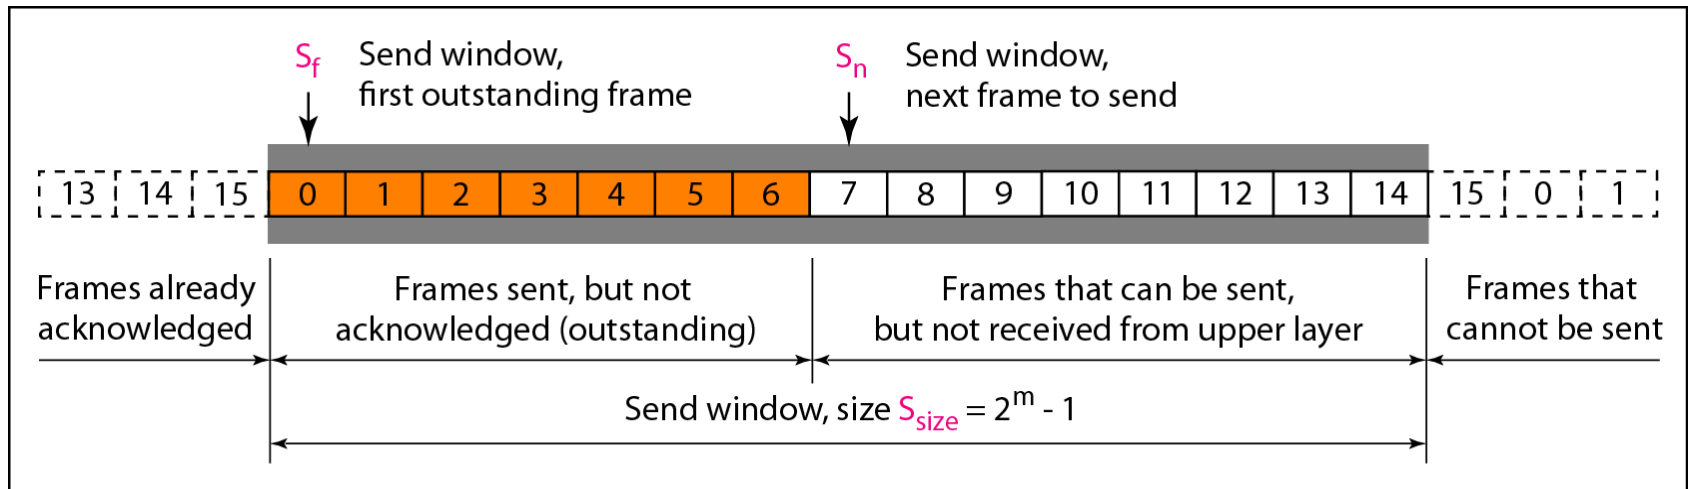 Sf Send window,
first outstanding frame
Sn Send window,
next frame to send
13 14 15 0 1 2 3 4 5 6 7 8 9 10 11 12 13 14 15 0 1
Frames already
acknowledged
Frames sent, but not
acknowledged (outstanding)
Frames that can be sent,
but not received from upper layer
Frames that
cannot be sent
Send window, size Ssize = 2^m - 1